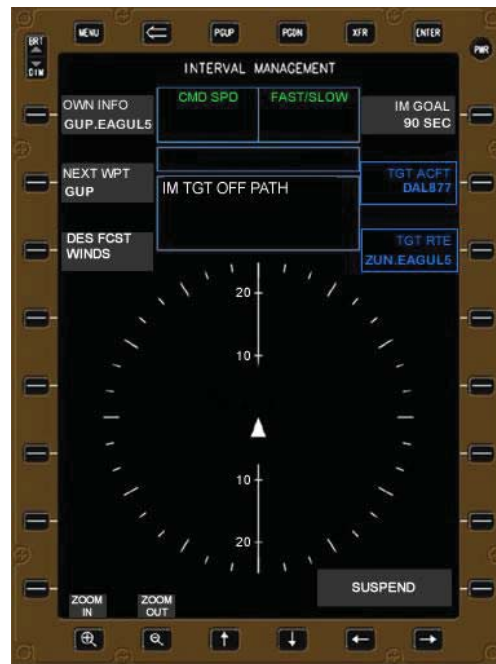 MENU
PGUP
PGDN
XFR
ENTER
BRT
DIM
PWR
INTERVAL MANAGEMENT
OWN INFO
GUP.EAGUL5
CMD SPD
FAST/SLOW
IM GOAL
90 SEC
NEXT WPT
GUP
IM TGT OFF PATH
TGT ACFT
DAL877
DES FCST
WINDS
TGT RTE
ZUN.EAGUL5
20
10
10
20
SUSPEND
ZOOM
IN
ZOOM
OUT